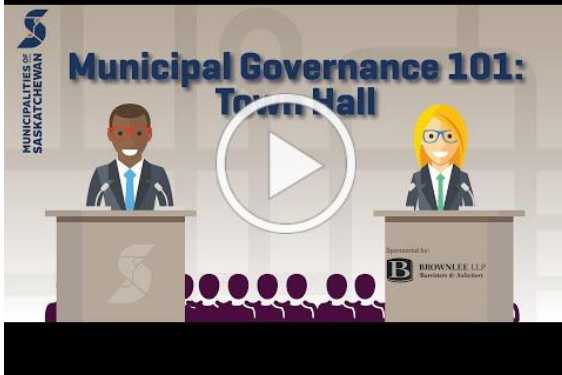 MUNICIPALITIES OF
SASKATCHEWAN
Municipal Governance 101:
Town Hall
Sponsored by:
B
BROWNLEE LLP
Barristers & Solicitors